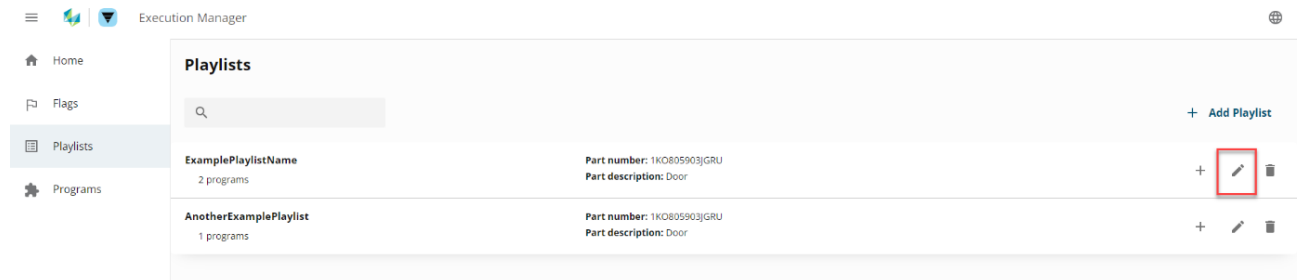 Execution Manager
Home
Playlists
Flags
Add Playlist
Playlists
ExamplePlaylistName
Part number: 1KO805903JGRU
2 programs
Part description: Door
Programs
AnotherExamplePlaylist
Part number: 1KO805903JGRU
1 programs
Part description: Door